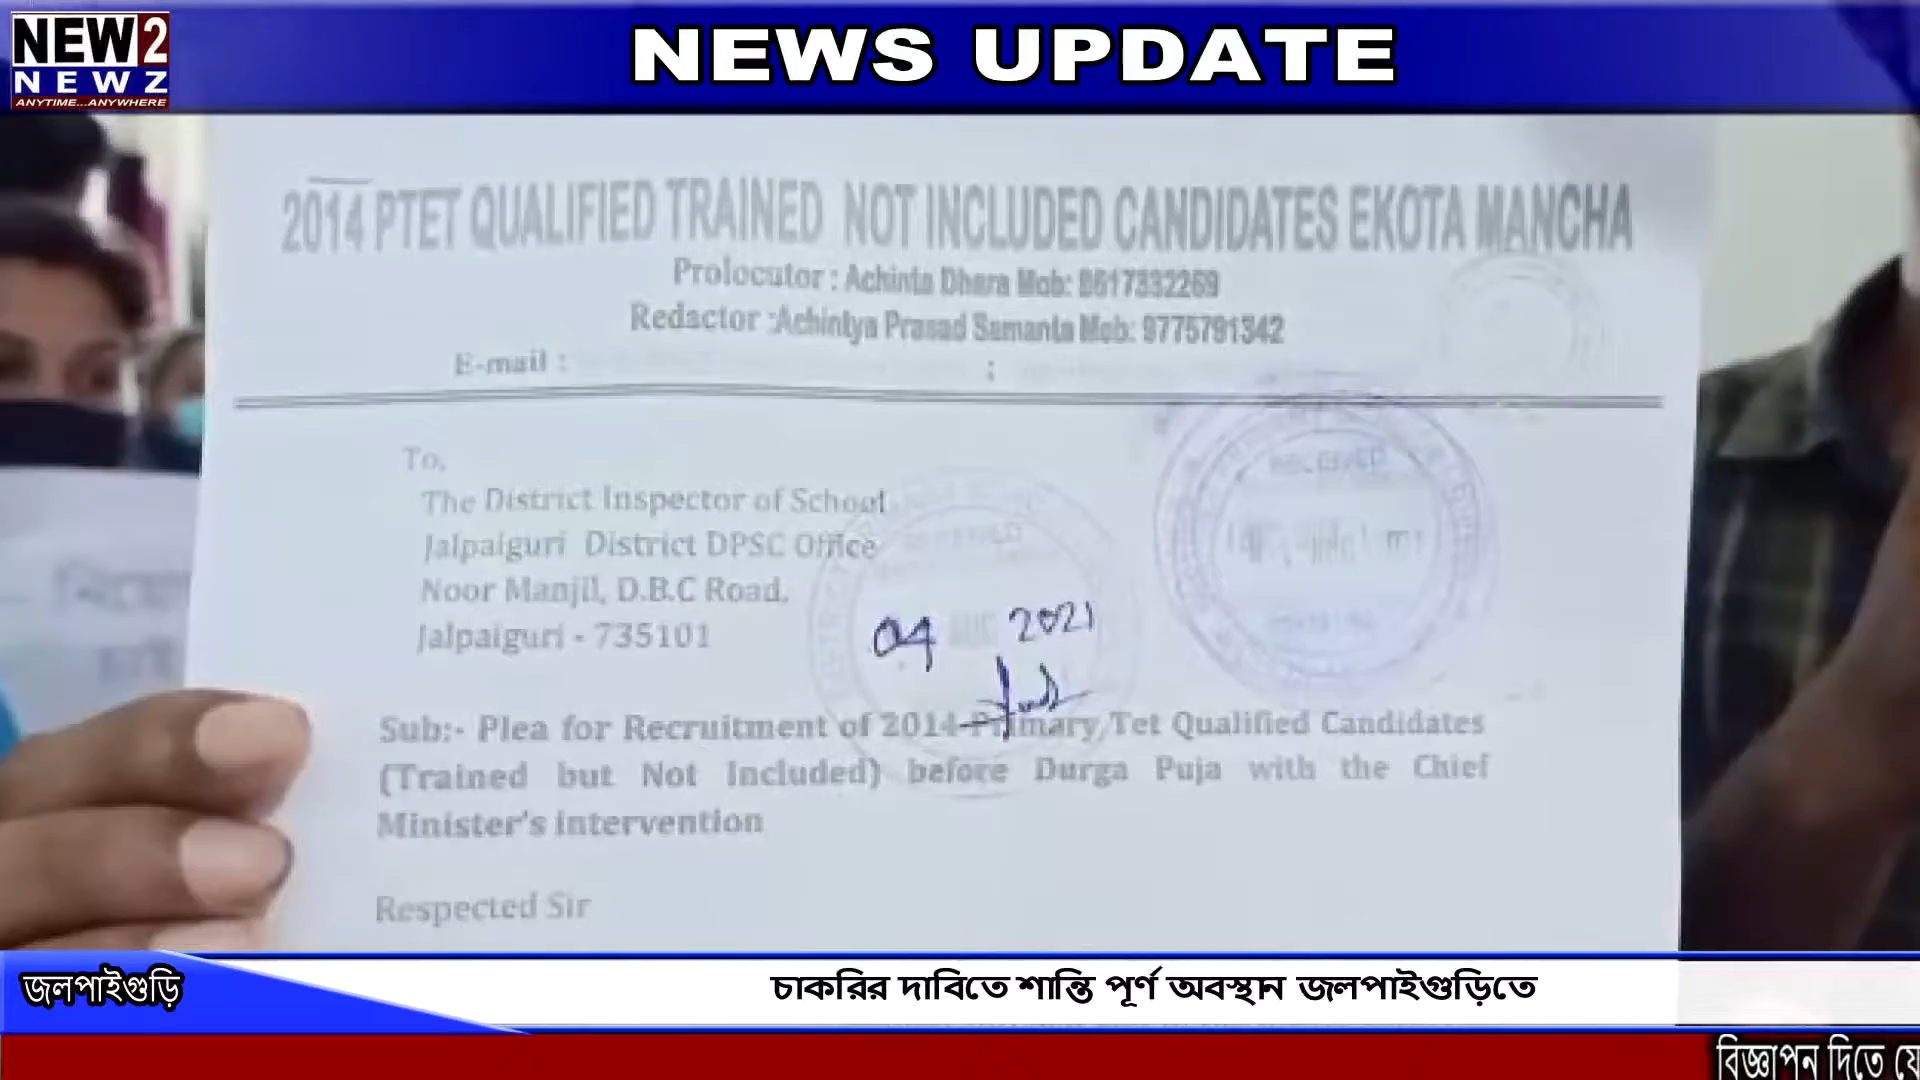 NEW2
NEWZ
ANYTIME...ANYWHERE
NEWS UPDATE
2014 PTET QUALIFIED TRAINED NOT INCLUDED CANDIDATES EKOTA MANCHA
Prolocutor : Achinta Dhara Mob: 8617332269
Redactor :Achintya Prasad Samanta Mob: 9775791342
E-mail : :
To,
The District Inspector of School
Jalpaiguri District DPSC Office
Noor Manjil, D.B.C Road,
Jalpaiguri - 735101
RECEIVED
04 2021
Sub:- Plea for Recruitment of 2014 Primary Tet Qualified Candidates
(Trained but Not Included) before Durga Puja with the Chief
Minister's intervention
Respected Sir
জলপাইগুড়ি
চাকরির দাবিতে শান্তি পূর্ণ অবস্থান জলপাইগুড়িতে
বিজ্ঞাপন দিতে যে